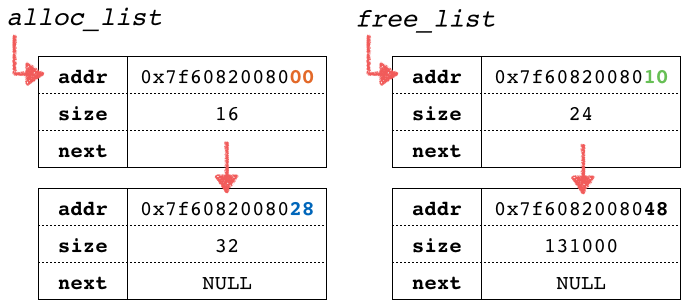 alloc_list
addr 0x7f6082008000
size 16
next
addr 0x7f6082008028
size 32
next NULL
free_list
addr 0x7f6082008010
size 24
next
addr 0x7f6082008048
size 131000
next NULL